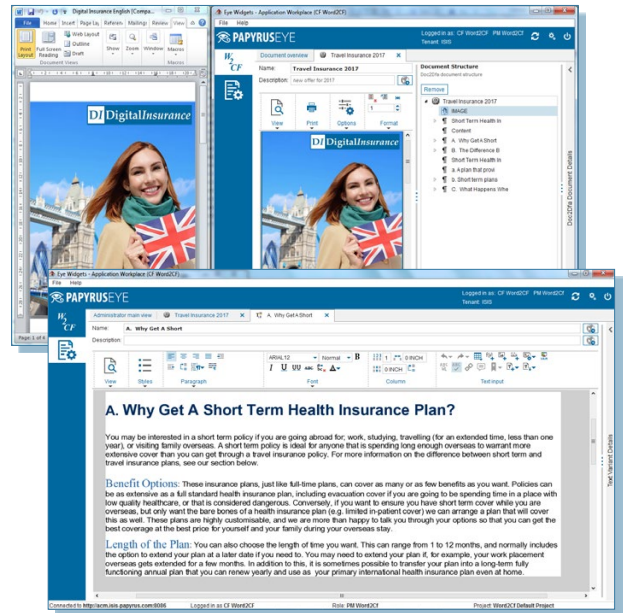 Digital Insurance English [Compa...
File Home Insert Page La Referen Mailing Review View
Print Layout
Full Screen Reading
Web Layout
Outline
Draft
Show
Zoom
Window
Macros
Document Views
Macros
DI DigitalInsurance
Page: 1 of 4
Eye Widgets - Application Workplace (CF Word2CF)
File Help
PAPYRUSEYE
Logged in as: CF Word2CF PM Word2CF
Tenant: ISIS
W2CF
Document overview
Travel Insurance 2017
Name: Travel Insurance 2017
Description: new offer for 2017
View
Print
Options
Format
1
DI DigitalInsurance
Document Structure
Doc2Dfa document structure
Remove
Travel Insurance 2017
IMAGE
Short Term Health In
Content
A. Why Get A Short
B. The Difference B
Short Term Health In
a. A plan that provi
b. Short term plans
C. What Happens Whe
Doc2Dfa Document Details
Eye Widgets - Application Workplace (CF Word2CF)
File Help
PAPYRUSEYE
Logged in as: CF Word2CF PM Word2CF
Tenant: ISIS
W2CF
Administrator main view
Travel Insurance 2017
A. Why Get A Short
Name: A. Why Get A Short
Description:
View
Styles
Paragraph
ARIAL12
Normal
B
I U UU ABC
Font
0 INCH
0 INCH
Column
Text input
A. Why Get A Short Term Health Insurance Plan?
You may be interested in a short term policy if you are going abroad for; work, studying, travelling (for an extended time, less than one
year), or visiting family overseas. A short term policy is ideal for anyone that is spending long enough overseas to warrant more
extensive cover than you can get through a travel insurance policy. For more information on the difference between short term and
travel insurance plans, see our section below.
Benefit Options: These insurance plans, just like full-time plans, can cover as many or as few benefits as you want. Policies can
be as extensive as a full standard health insurance plan, including evacuation cover if you are going to be spending time in a place with
low quality healthcare, or that is considered dangerous. Conversely, if you want to ensure you have short term cover while you are
overseas, but only want the bare bones of a health insurance plan (e.g. limited in-patient cover) we can arrange a plan that will cover
this as well. These plans are highly customisable, and we are more than happy to talk you through your options so that you can get the
best coverage at the best price for yourself and your family during your overseas stay.
Length of the Plan: You can also choose the length of time you want. This can range from 1 to 12 months, and normally includes
the option to extend your plan at a later date if you need to. You may need to extend your plan if, for example, your work placement
overseas gets extended for a few months. In addition to this, it is sometimes possible to transfer your plan into a long-term fully
functioning annual plan that you can renew yearly and use as your primary international health insurance plan even at home.
Text Variant Details
Connected to http://acm.isis-papyrus.com:8086
Logged in as CF Word2CF
Role: PM Word2CF
Project: Word2CF Default Project